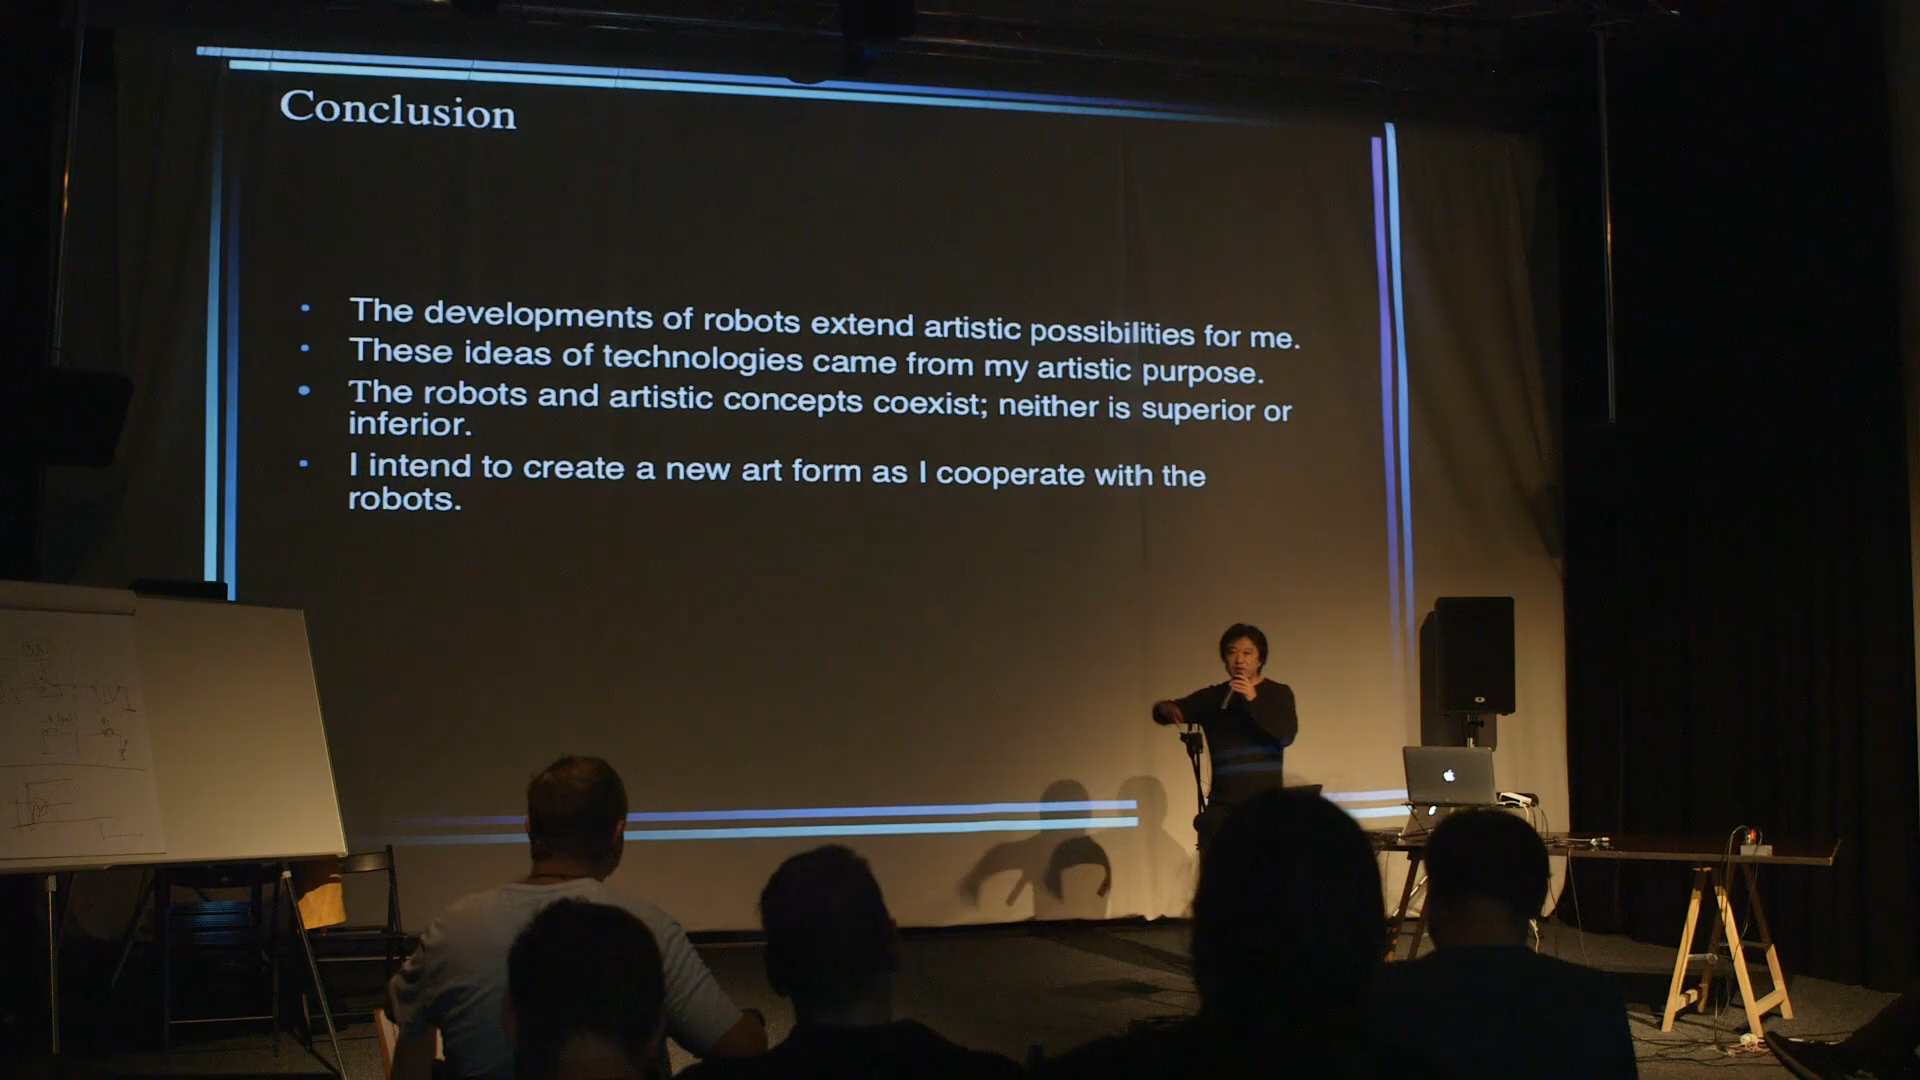 Conclusion
• The developments of robots extend artistic possibilities for me.
• These ideas of technologies came from my artistic purpose.
• The robots and artistic concepts coexist; neither is superior or
inferior.
• I intend to create a new art form as I cooperate with the
robots.